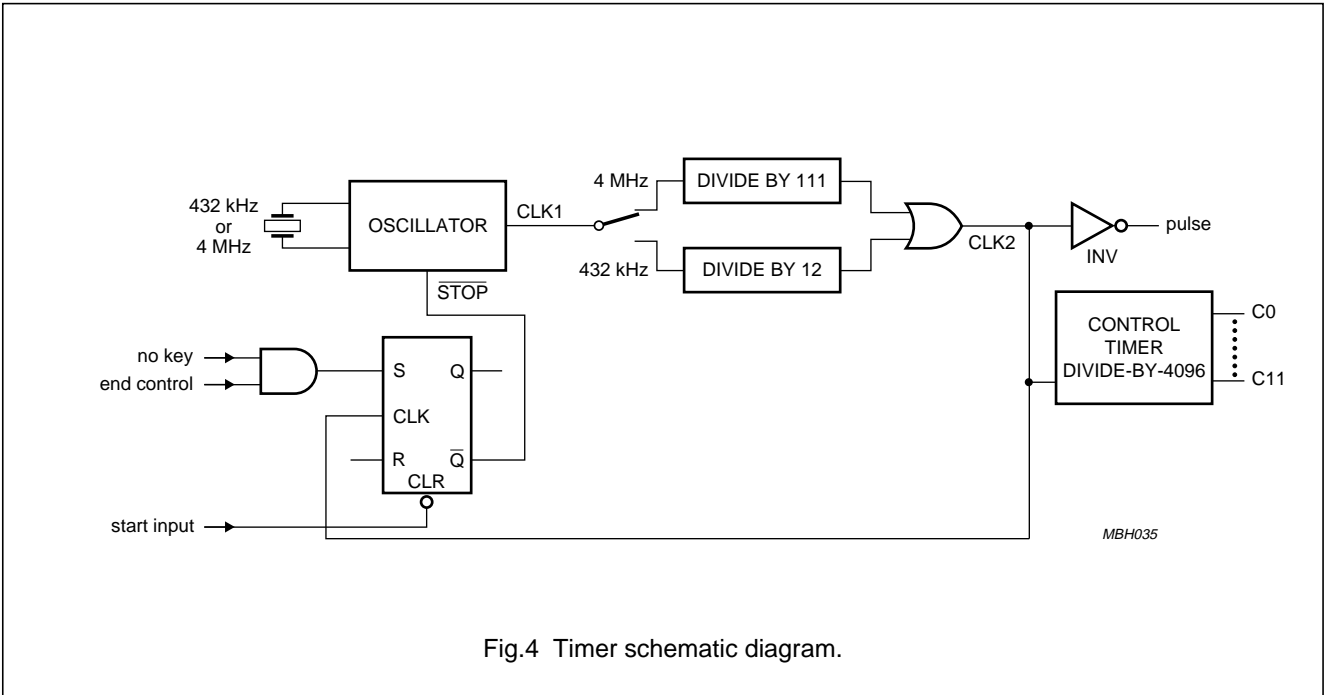 432 kHz
or
4 MHz
OSCILLATOR
CLK1
STOP
4 MHz
432 kHz
DIVIDE BY 111
DIVIDE BY 12
CLK2
INV
pulse
CONTROL
TIMER
DIVIDE-BY-4096
C0
C11
no key
end control
S
Q
CLK
R
Q
CLR
start input
MBH035
Fig.4 Timer schematic diagram.